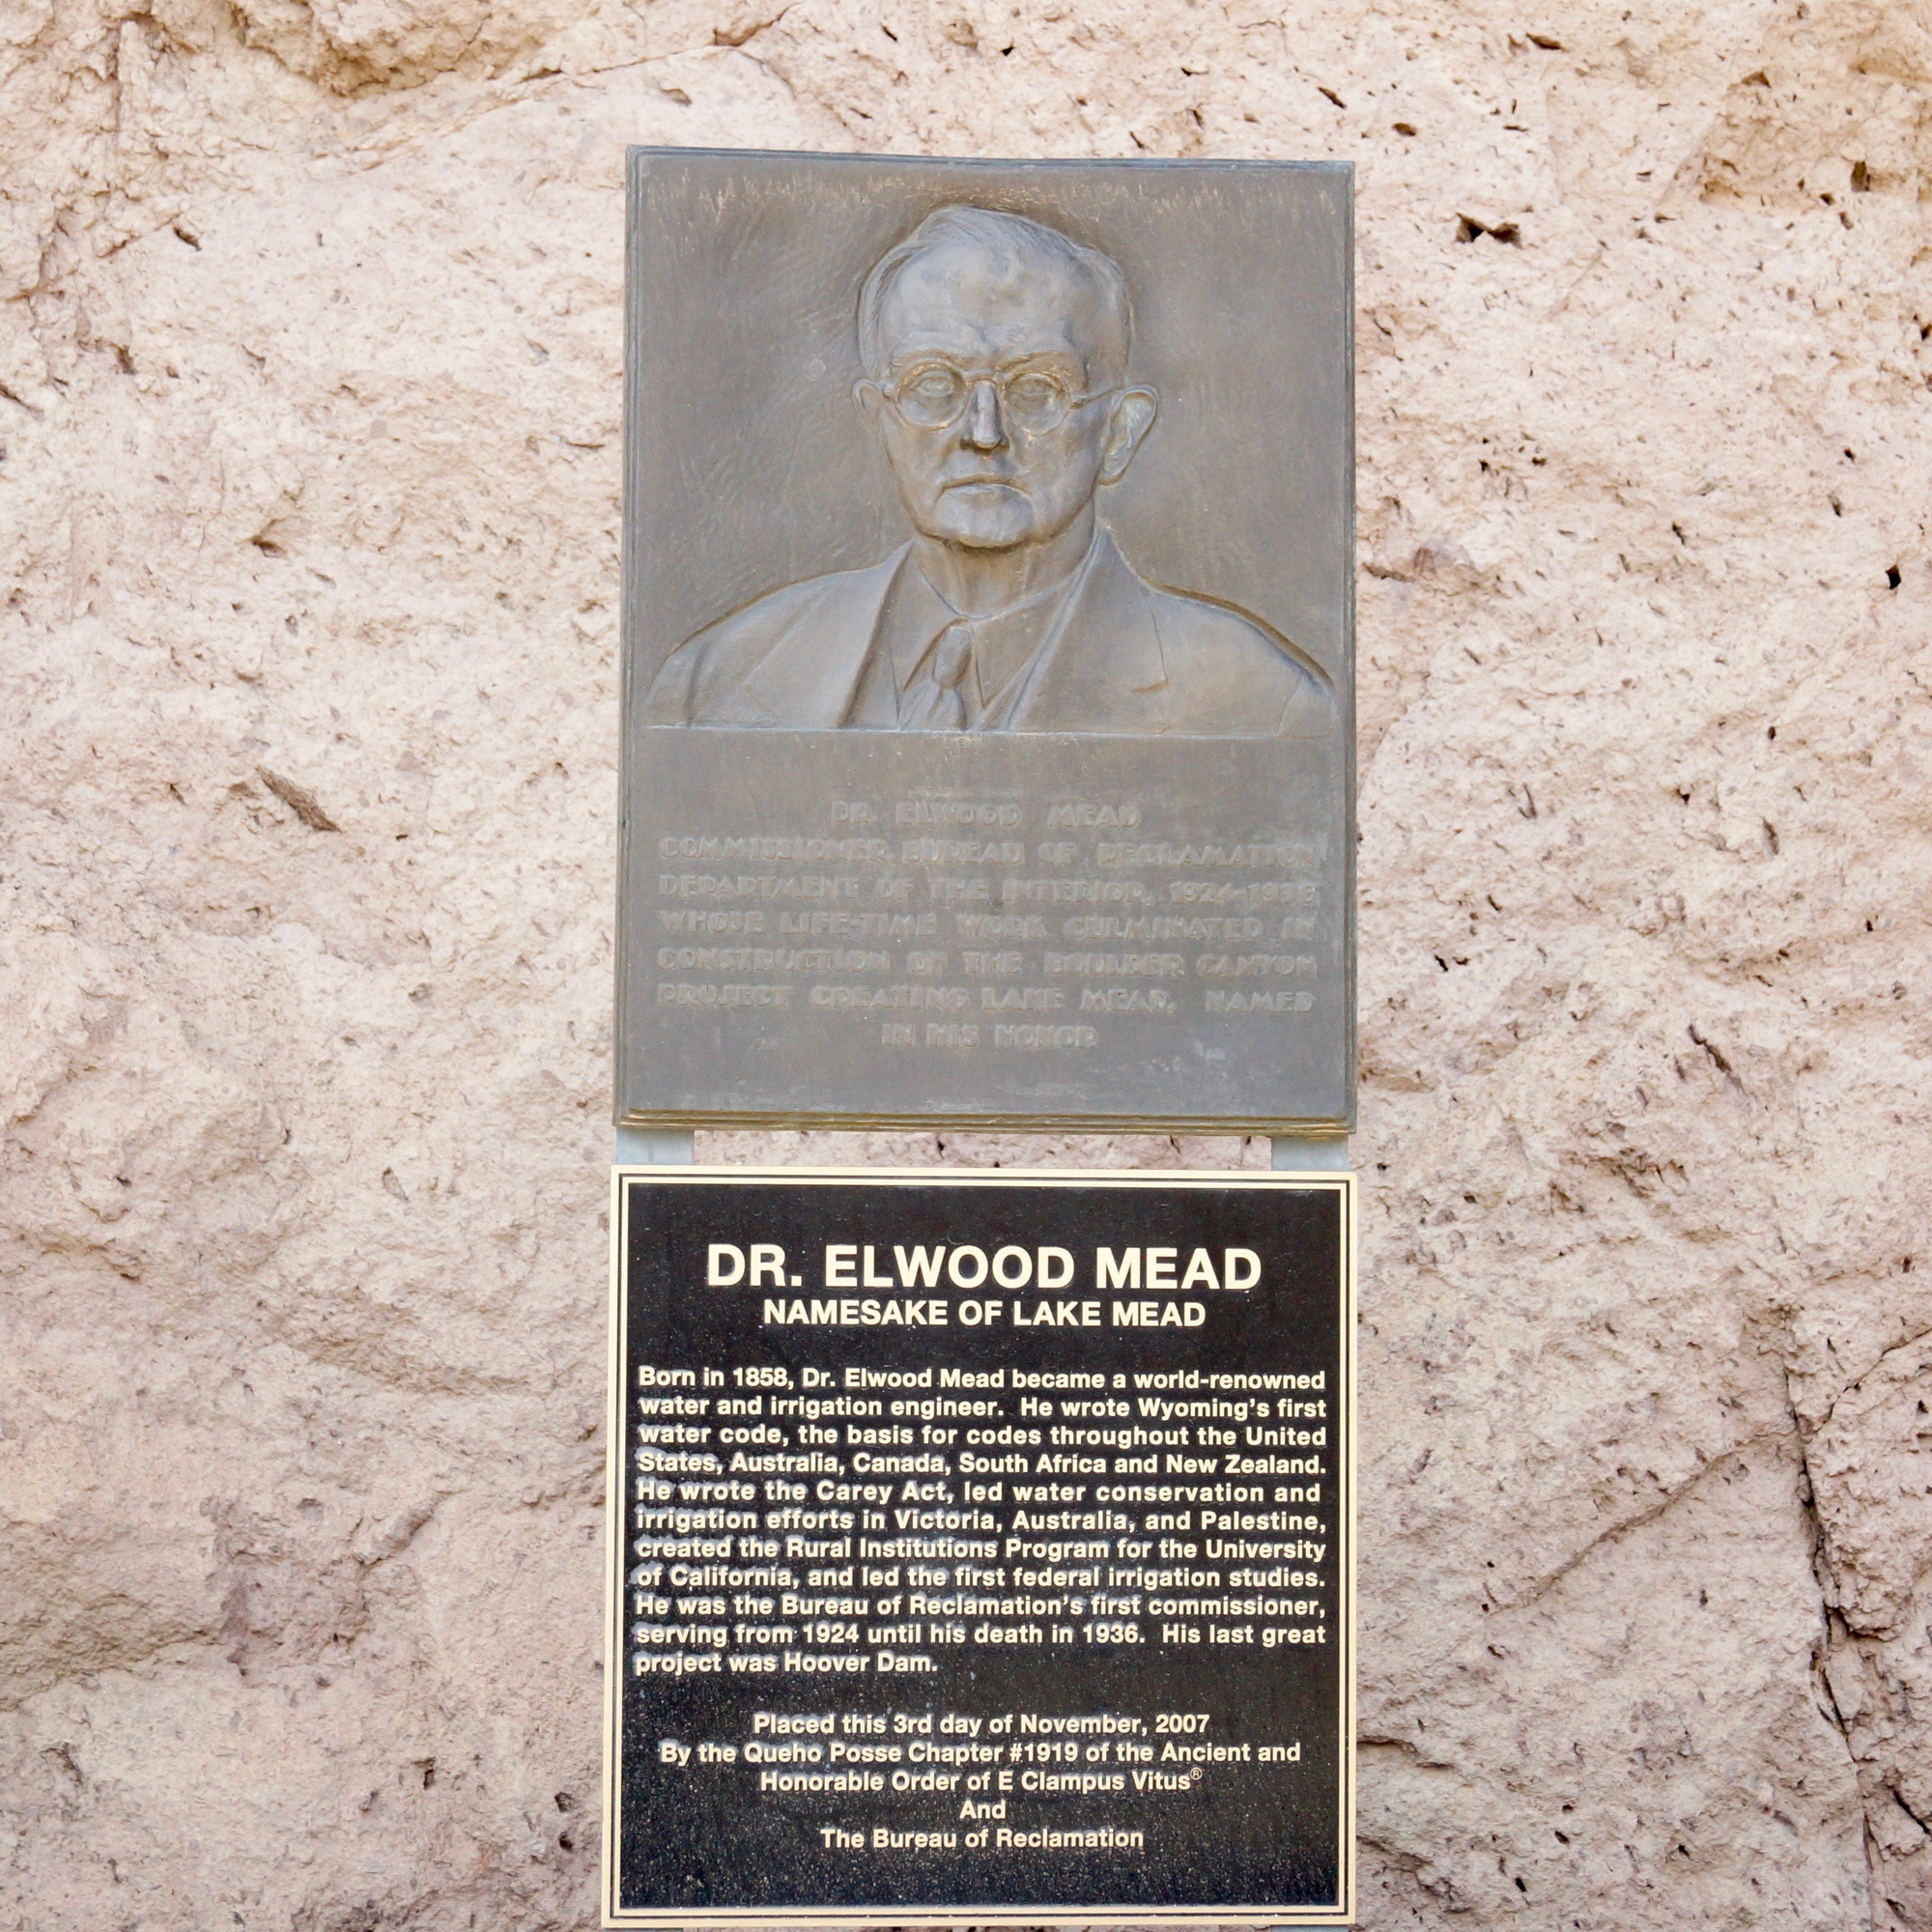 DR. ELWOOD MEAD
COMMISSIONER, BUREAU OF RECLAMATION
DEPARTMENT OF THE INTERIOR, 1924-1936
WHOSE LIFE-TIME WORK CULMINATED IN
CONSTRUCTION OF THE BOULDER CANYON
PROJECT CREATING LAKE MEAD, NAMED
IN HIS HONOR
DR. ELWOOD MEAD
NAMESAKE OF LAKE MEAD
Born in 1858, Dr. Elwood Mead became a world-renowned
water and irrigation engineer. He wrote Wyoming's first
water code, the basis for codes throughout the United
States, Australia, Canada, South Africa and New Zealand.
He wrote the Carey Act, led water conservation and
irrigation efforts in Victoria, Australia, and Palestine,
created the Rural Institutions Program for the University
of California, and led the first federal irrigation studies.
He was the Bureau of Reclamation's first commissioner,
serving from 1924 until his death in 1936. His last great
project was Hoover Dam.
Placed this 3rd day of November, 2007
By the Queho Posse Chapter #1919 of the Ancient and
Honorable Order of E Clampus Vitus®
And
The Bureau of Reclamation